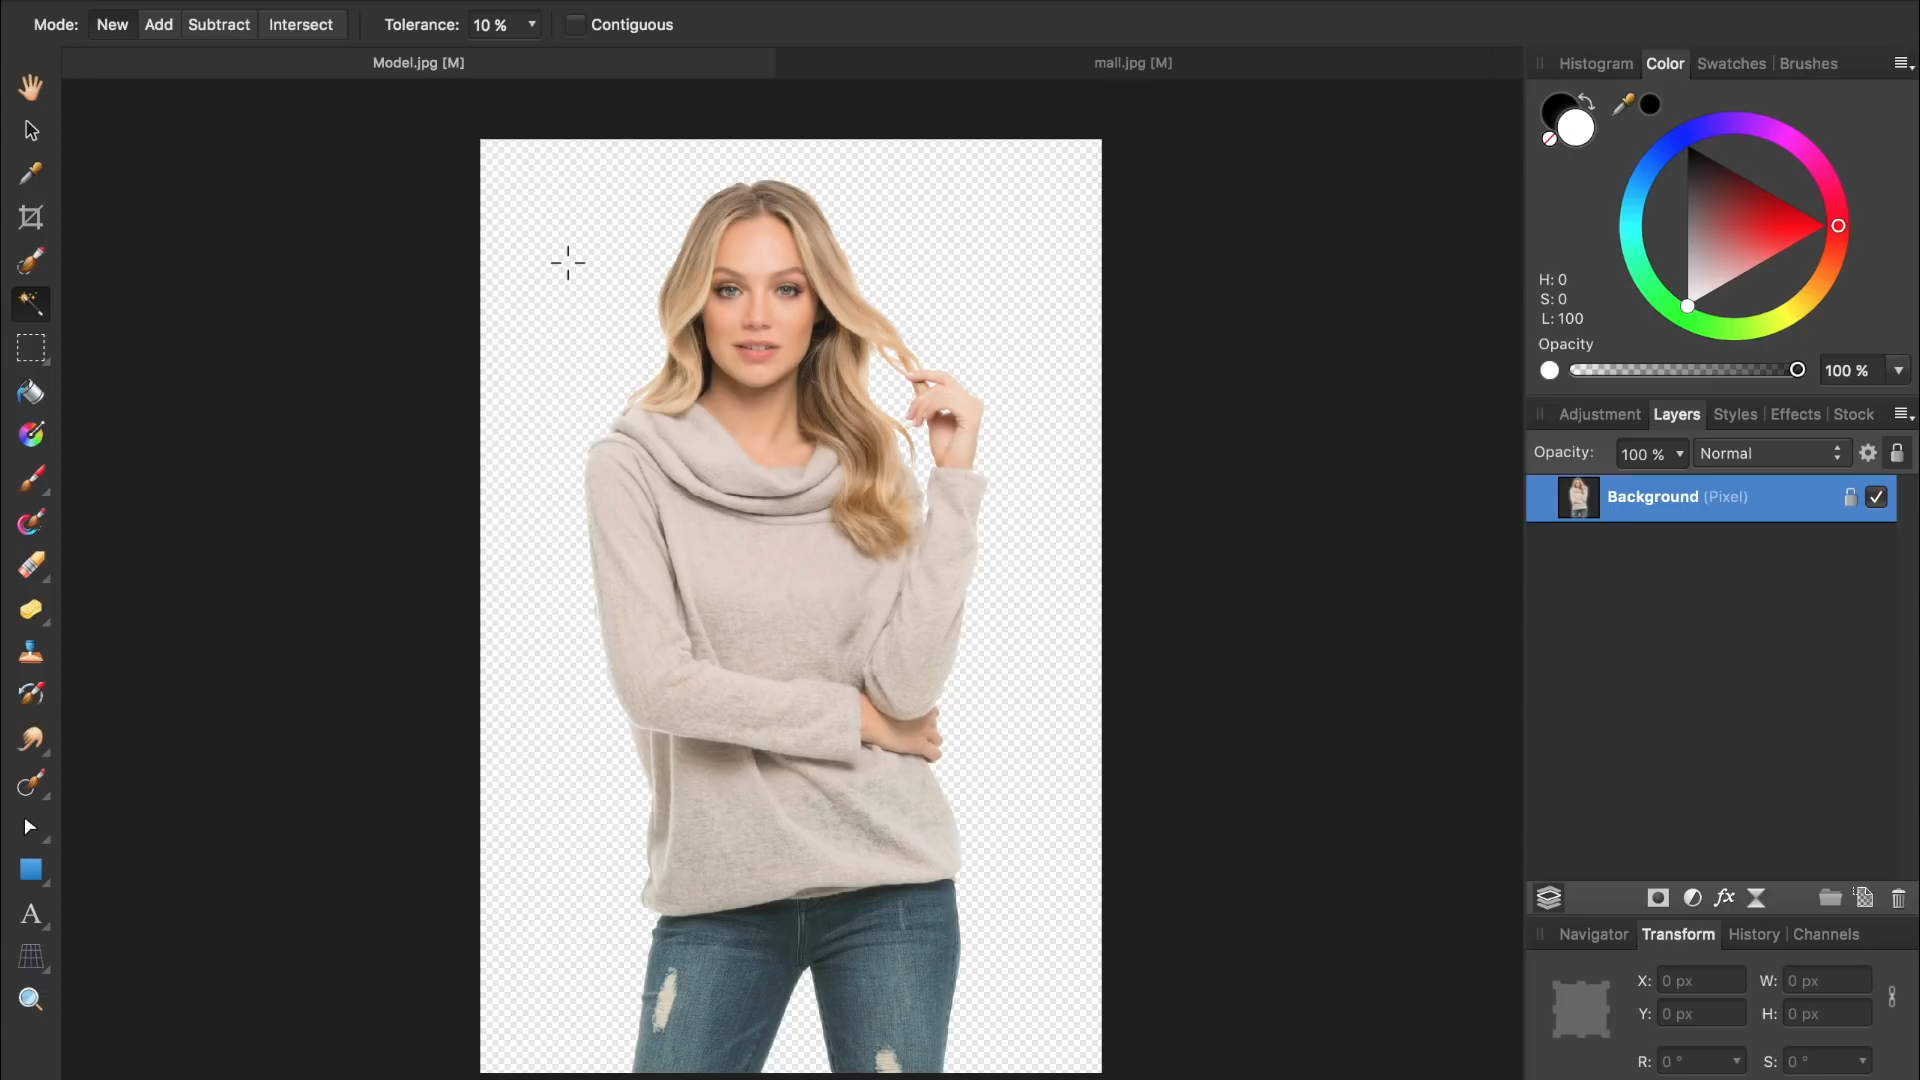 Mode: New Add Subtract Intersect Tolerance: 10 % Contiguous
Model.jpg [M] mall.jpg [M]
Histogram Color Swatches Brushes
H: 0
S: 0
L: 100
Opacity
100 %
Adjustment Layers Styles Effects Stock
Opacity: 100 % Normal
Background (Pixel)
fx
A
Navigator Transform History Channels
X: 0 px W: 0 px
Y: 0 px H: 0 px
R: 0 ° S: 0 °